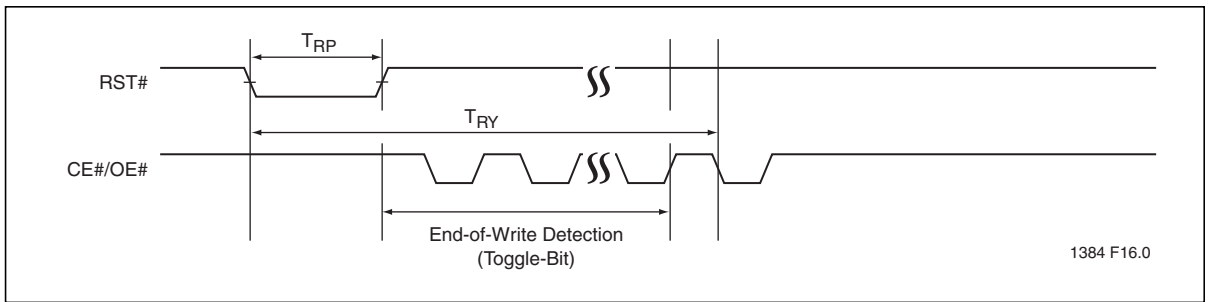 TRP
RST#
TRY
CE#/OE#
End-of-Write Detection
(Toggle-Bit)
1384 F16.0